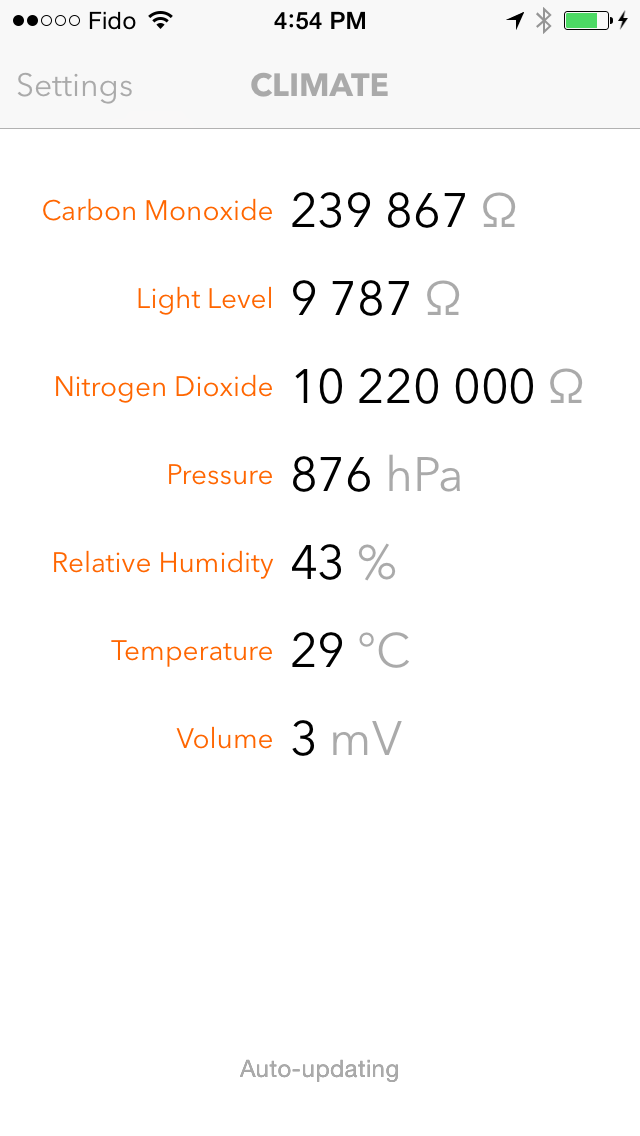 Fido 4:54 PM
Settings CLIMATE
Carbon Monoxide 239 867 Ω
Light Level 9 787 Ω
Nitrogen Dioxide 10 220 000 Ω
Pressure 876 hPa
Relative Humidity 43 %
Temperature 29 °C
Volume 3 mV
Auto-updating